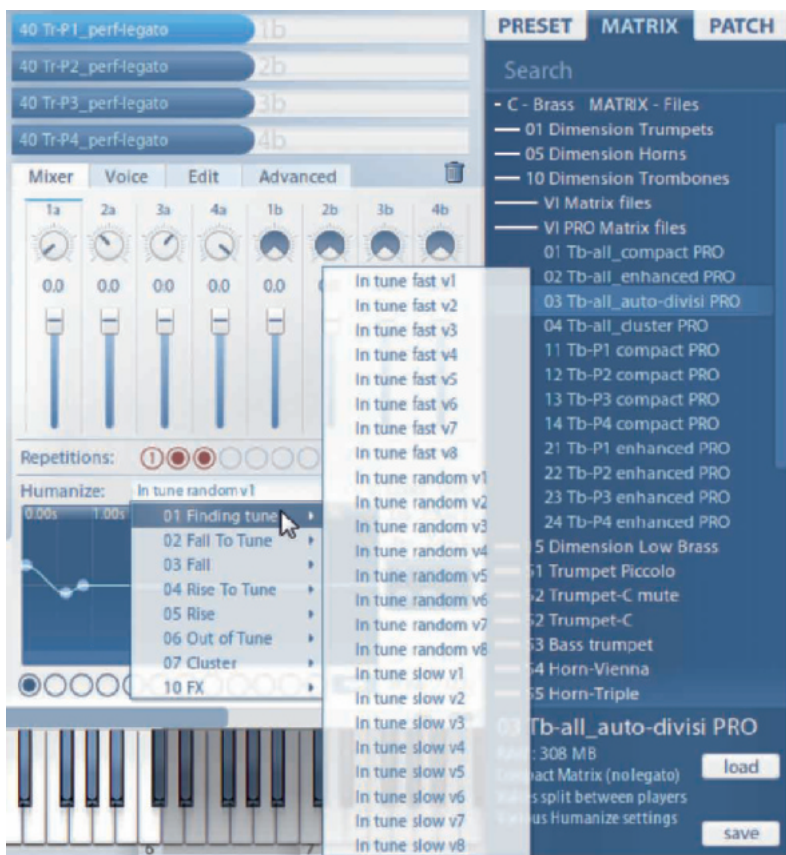 40 Tr-P1_perf-legato 1b
40 Tr-P2_perf-legato 2b
40 Tr-P3_perf-legato 3b
40 Tr-P4_perf-legato 4b
Mixer Voice Edit Advanced
1a 2a 3a 4a 1b 2b 3b 4b
0.0 0.0 0.0 0.0 0.0
Repetitions: 1
Humanize: In tune random v1
0.00s 1.00s
01 Finding tune
02 Fall To Tune
03 Fall
04 Rise To Tune
05 Rise
06 Out of Tune
07 Cluster
10 FX
In tune fast v1
In tune fast v2
In tune fast v3
In tune fast v4
In tune fast v5
In tune fast v6
In tune fast v7
In tune fast v8
In tune random v1
In tune random v2
In tune random v3
In tune random v4
In tune random v5
In tune random v6
In tune random v7
In tune random v8
In tune slow v1
In tune slow v2
In tune slow v3
In tune slow v4
In tune slow v5
In tune slow v6
In tune slow v7
In tune slow v8
6 7
PRESET MATRIX PATCH
Search
- C - Brass MATRIX - Files
01 Dimension Trumpets
05 Dimension Horns
10 Dimension Trombones
VI Matrix files
VI PRO Matrix files
01 Tb-all_compact PRO
02 Tb-all_enhanced PRO
03 Tb-all_auto-divisi PRO
04 Tb-all_cluster PRO
11 Tb-P1 compact PRO
12 Tb-P2 compact PRO
13 Tb-P3 compact PRO
14 Tb-P4 compact PRO
21 Tb-P1 enhanced PRO
22 Tb-P2 enhanced PRO
23 Tb-P3 enhanced PRO
24 Tb-P4 enhanced PRO
15 Dimension Low Brass
51 Trumpet Piccolo
52 Trumpet-C mute
52 Trumpet-C
53 Bass trumpet
54 Horn-Vienna
55 Horn-Triple
03 Tb-all_auto-divisi PRO
: 308 MB
Matrix (no legato)
split between players
Humanize settings
load
save